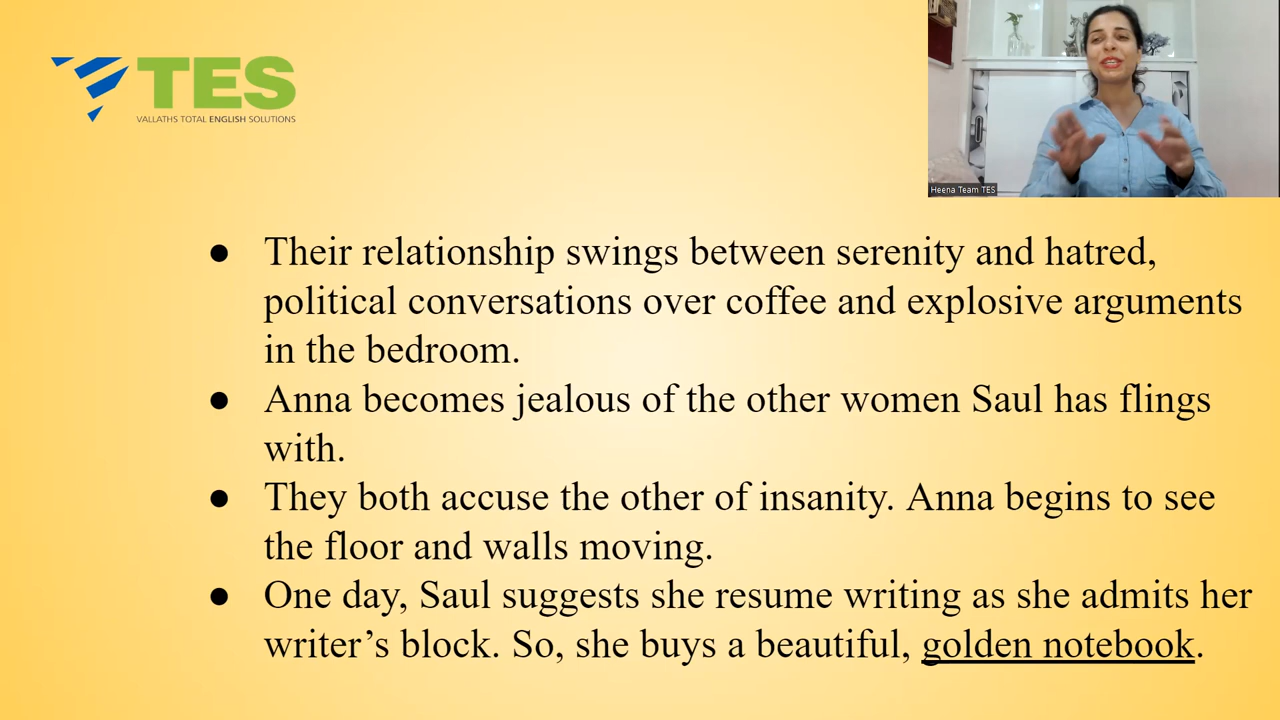 TES
VALLATHS TOTAL ENGLISH SOLUTIONS
Heena Team TES
● Their relationship swings between serenity and hatred,
political conversations over coffee and explosive arguments
in the bedroom.
● Anna becomes jealous of the other women Saul has flings
with.
● They both accuse the other of insanity. Anna begins to see
the floor and walls moving.
● One day, Saul suggests she resume writing as she admits her
writer’s block. So, she buys a beautiful, golden notebook.